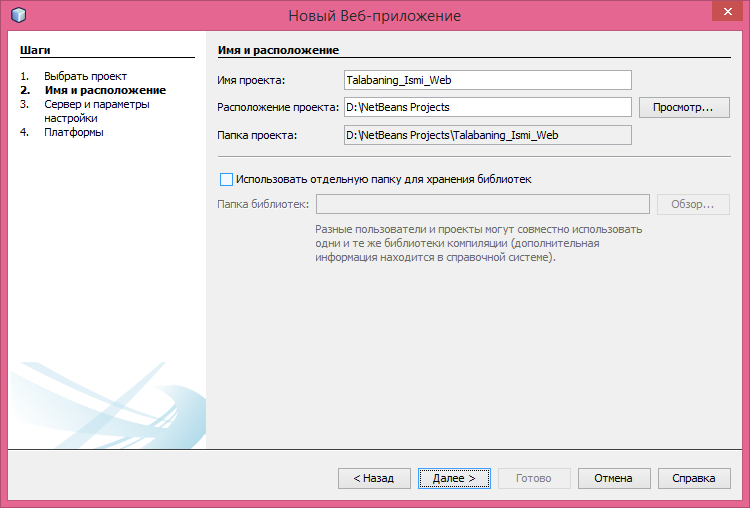 Новый Веб-приложение
Шаги
1. Выбрать проект
2. Имя и расположение
3. Сервер и параметры
настройки
4. Платформы
Имя и расположение
Имя проекта: Talabaning_Ismi_Web
Расположение проекта: D:\NetBeans Projects Просмотр...
Папка проекта: D:\NetBeans Projects\Talabaning_Ismi_Web
Использовать отдельную папку для хранения библиотек
Папка библиотек: Обзор...
Разные пользователи и проекты могут совместно использовать
одни и те же библиотеки компиляции (дополнительная
информация находится в справочной системе).
< Назад Далее > Готово Отмена Справка